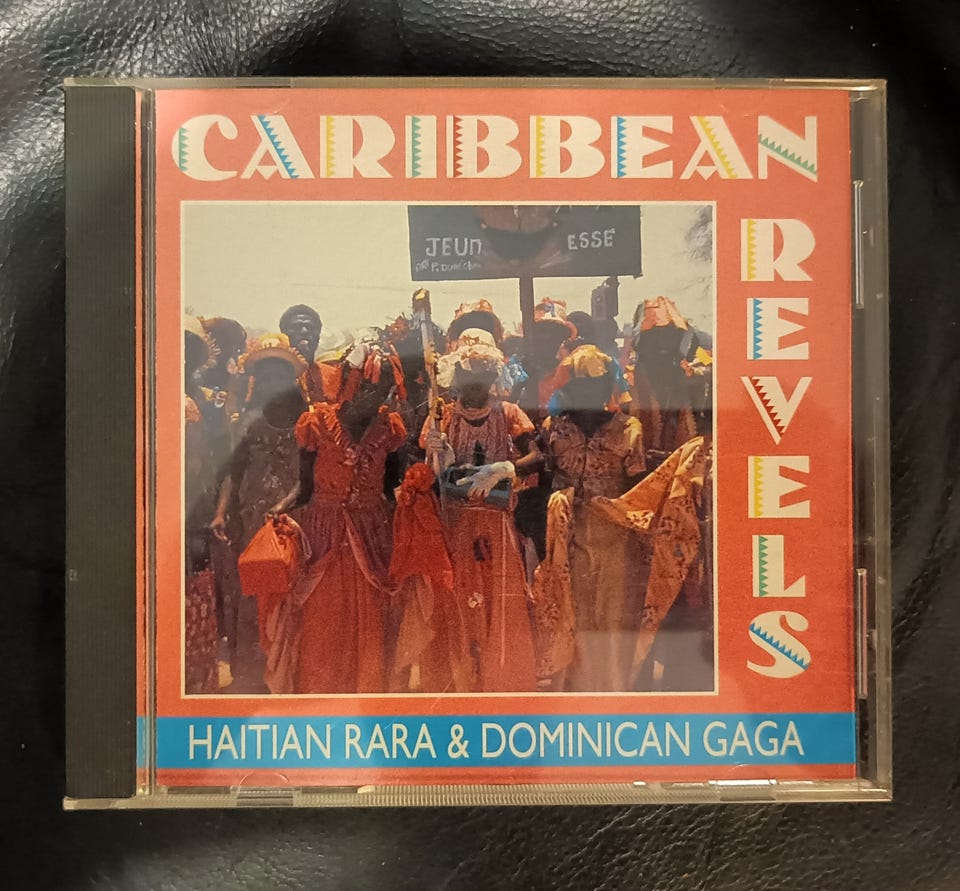 CARIBBEAN
REVELS
JEUN ESSE
HAITIAN RARA & DOMINICAN GAGA